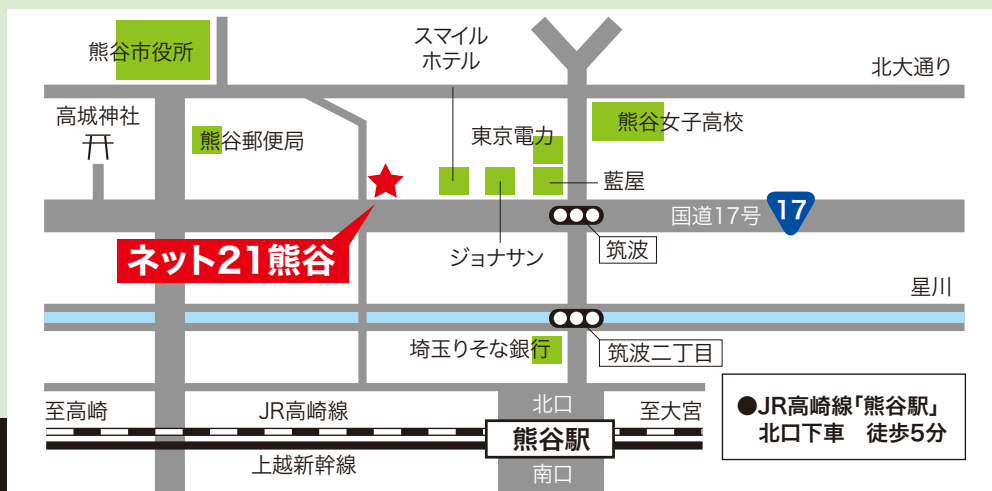 熊谷市役所
スマイル
ホテル
北大通り
高城神社
熊谷郵便局
東京電力
熊谷女子高校
藍屋
国道17号
17
ネット21熊谷
ジョナサン
筑波
星川
埼玉りそな銀行
筑波二丁目
至高崎
JR高崎線
北口
至大宮
熊谷駅
上越新幹線
南口
●JR高崎線「熊谷駅」
北口下車 徒歩5分